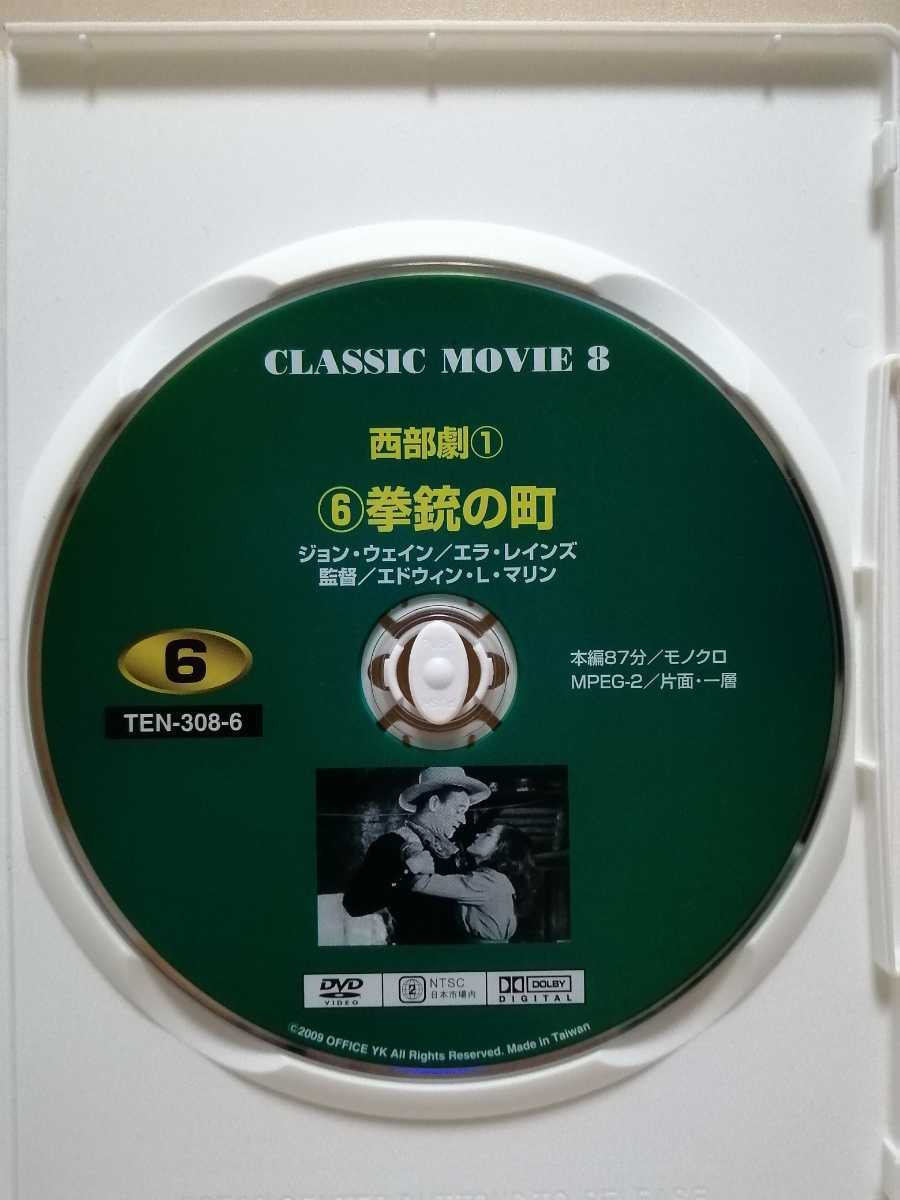 CLASSIC MOVIE 8
西部劇①
⑥拳銃の町
ジョン・ウェイン/エラ・レインズ
監督/エドウィン・L・マリン
6
TEN-308-6
本編87分/モノクロ
MPEG-2/片面・一層
DVD
VIDEO
2
NTSC
日本市場内
DOLBY
DIGITAL
©2009 OFFICE YK All Rights Reserved. Made in Taiwan